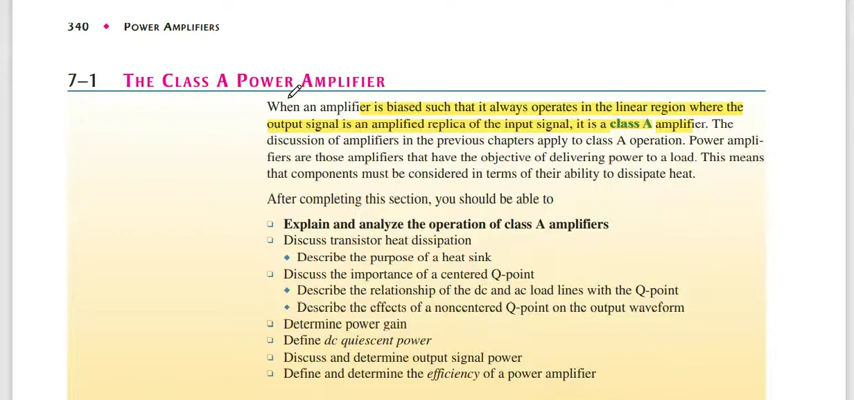 340 ◆ POWER AMPLIFIERS
7–1 THE CLASS A POWER AMPLIFIER
When an amplifier is biased such that it always operates in the linear region where the
output signal is an amplified replica of the input signal, it is a class A amplifier. The
discussion of amplifiers in the previous chapters apply to class A operation. Power ampli-
fiers are those amplifiers that have the objective of delivering power to a load. This means
that components must be considered in terms of their ability to dissipate heat.
After completing this section, you should be able to
❑ Explain and analyze the operation of class A amplifiers
❑ Discuss transistor heat dissipation
◆ Describe the purpose of a heat sink
❑ Discuss the importance of a centered Q-point
◆ Describe the relationship of the dc and ac load lines with the Q-point
◆ Describe the effects of a noncentered Q-point on the output waveform
❑ Determine power gain
❑ Define dc quiescent power
❑ Discuss and determine output signal power
❑ Define and determine the efficiency of a power amplifier